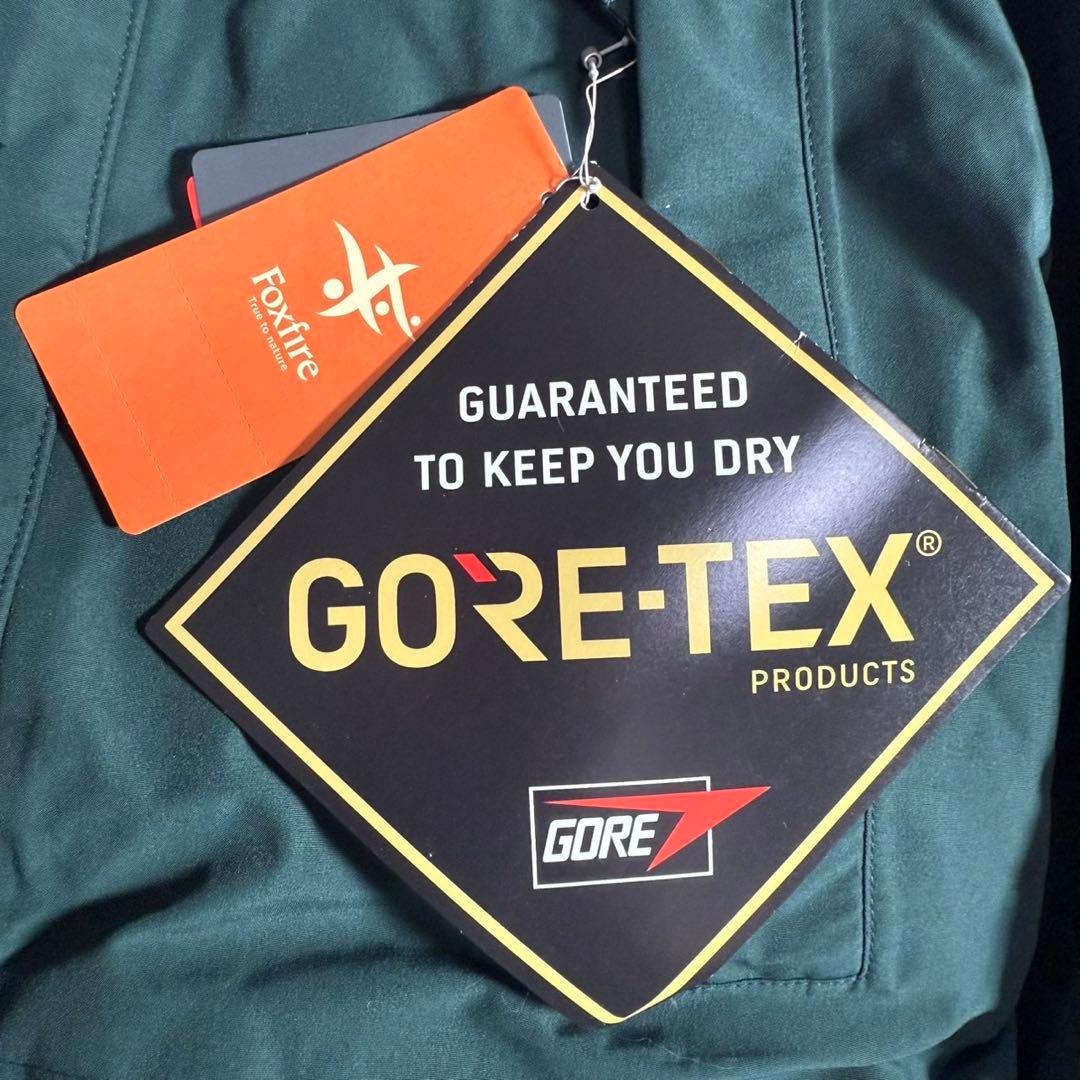 Foxfire
True to nature
GUARANTEED
TO KEEP YOU DRY
GORE-TEX®
PRODUCTS
GORE